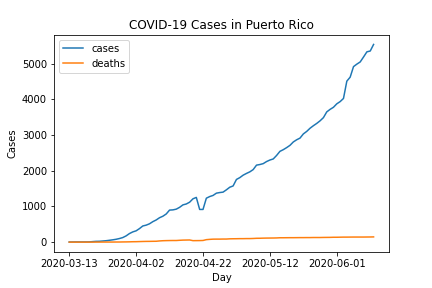 COVID-19 Cases in Puerto Rico
cases
deaths
Cases
5000
4000
3000
2000
1000
0
2020-03-13 2020-04-02 2020-04-22 2020-05-12 2020-06-01
Day